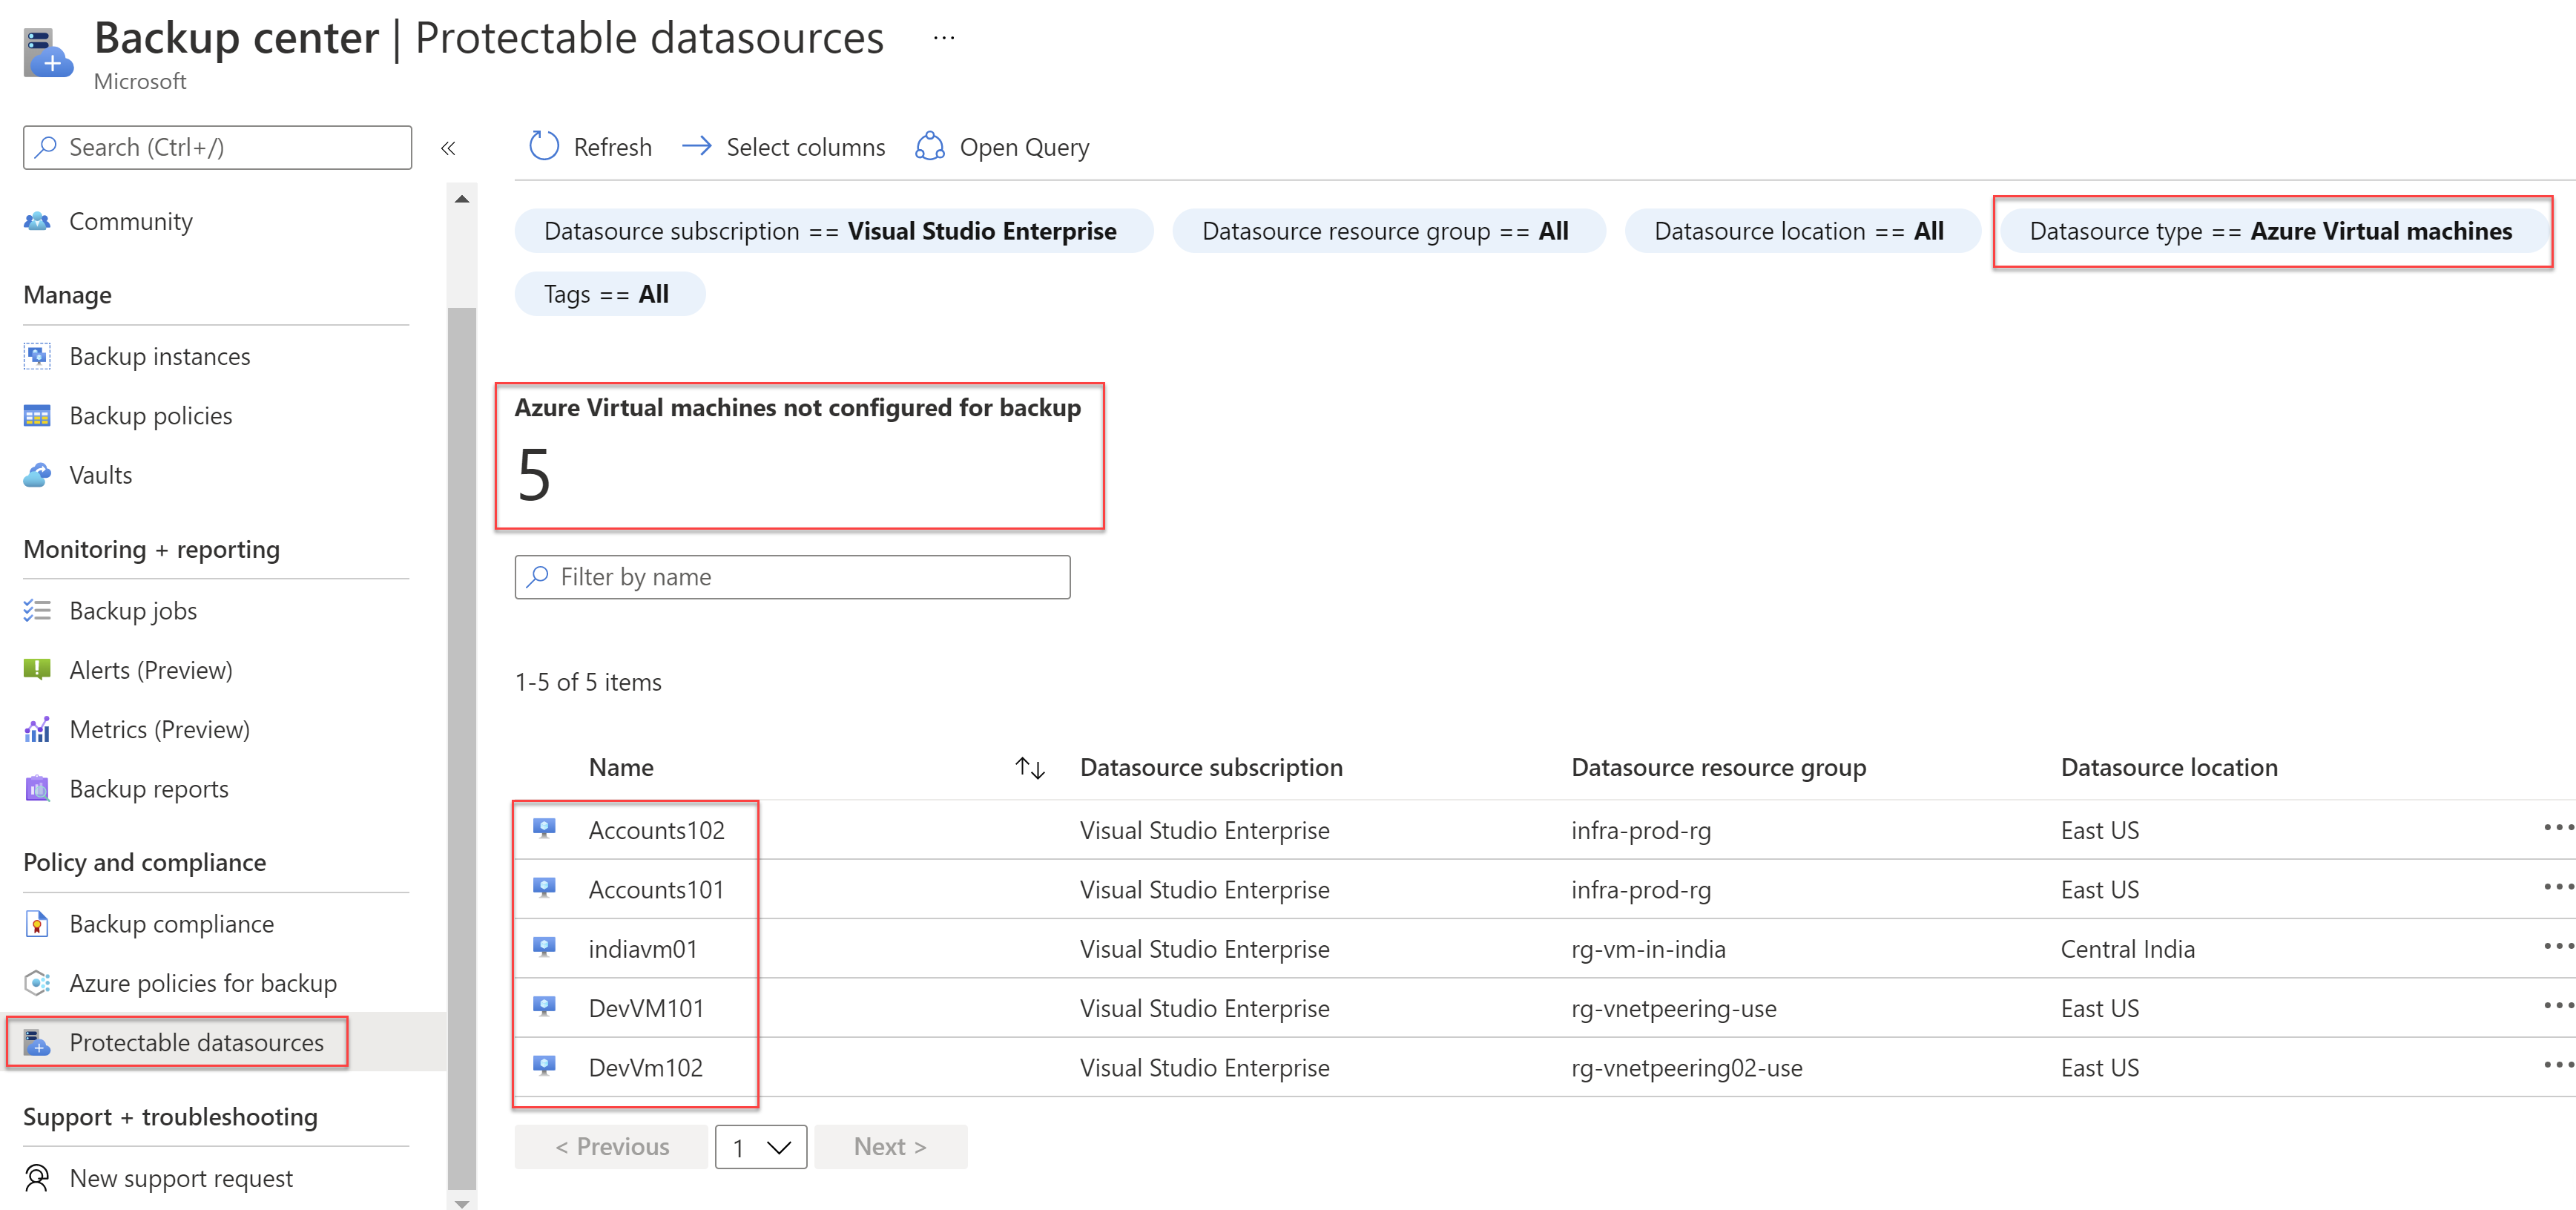 Backup center | Protectable datasources ...
Microsoft
Search (Ctrl+/) «
Community
Manage
Backup instances
Backup policies
Vaults
Monitoring + reporting
Backup jobs
Alerts (Preview)
Metrics (Preview)
Backup reports
Policy and compliance
Backup compliance
Azure policies for backup
Protectable datasources
Support + troubleshooting
New support request
Refresh Select columns Open Query
Datasource subscription == Visual Studio Enterprise Datasource resource group == All Datasource location == All Datasource type == Azure Virtual machines
Tags == All
Azure Virtual machines not configured for backup
5
Filter by name
1-5 of 5 items
Name Datasource subscription Datasource resource group Datasource location
Accounts102 Visual Studio Enterprise infra-prod-rg East US
Accounts101 Visual Studio Enterprise infra-prod-rg East US
indiavm01 Visual Studio Enterprise rg-vm-in-india Central India
DevVM101 Visual Studio Enterprise rg-vnetpeering-use East US
DevVm102 Visual Studio Enterprise rg-vnetpeering02-use East US
< Previous 1 Next >